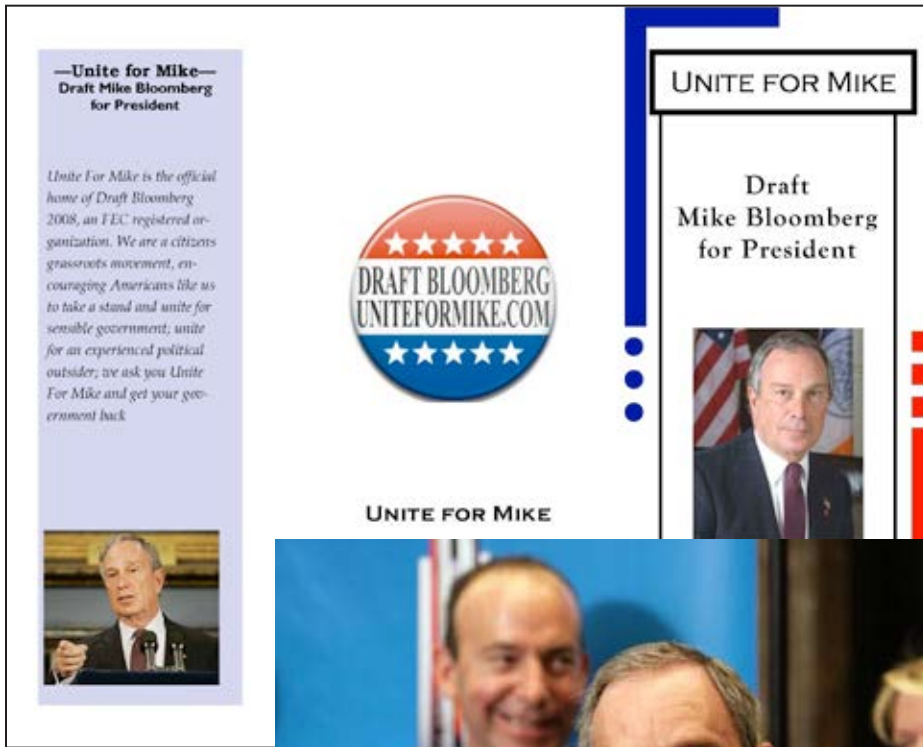 —Unite for Mike—
Draft Mike Bloomberg
for President
Unite For Mike is the official
home of Draft Bloomberg
2008, an FEC registered or-
ganization. We are a citizens
grassroots movement, en-
couraging Americans like us
to take a stand and unite for
sensible government; unite
for an experienced political
outsider; we ask you Unite
For Mike and get your gov-
ernment back
DRAFT BLOOMBERG
UNITEFORMIKE.COM
UNITE FOR MIKE
UNITE FOR MIKE
Draft
Mike Bloomberg
for President